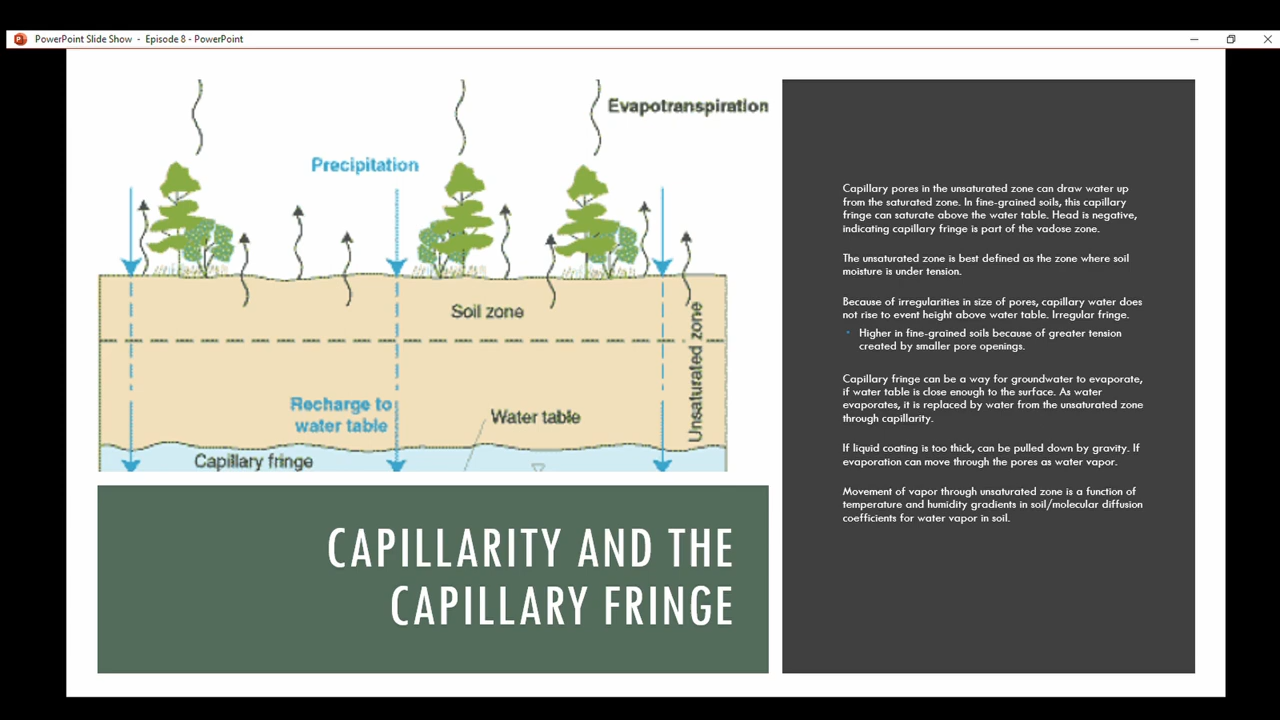 PowerPoint Slide Show - Episode 8 - PowerPoint
Evapotranspiration
Precipitation
Soil zone
Unsaturated zone
Recharge to
water table
Water table
Capillary fringe
CAPILLARITY AND THE
CAPILLARY FRINGE
Capillary pores in the unsaturated zone can draw water up
from the saturated zone. In fine-grained soils, this capillary
fringe can saturate above the water table. Head is negative,
indicating capillary fringe is part of the vadose zone.
The unsaturated zone is best defined as the zone where soil
moisture is under tension.
Because of irregularities in size of pores, capillary water does
not rise to event height above water table. Irregular fringe.
• Higher in fine-grained soils because of greater tension
created by smaller pore openings.
Capillary fringe can be a way for groundwater to evaporate,
if water table is close enough to the surface. As water
evaporates, it is replaced by water from the unsaturated zone
through capillarity.
If liquid coating is too thick, can be pulled down by gravity. If
evaporation can move through the pores as water vapor.
Movement of vapor through unsaturated zone is a function of
temperature and humidity gradients in soil/molecular diffusion
coefficients for water vapor in soil.